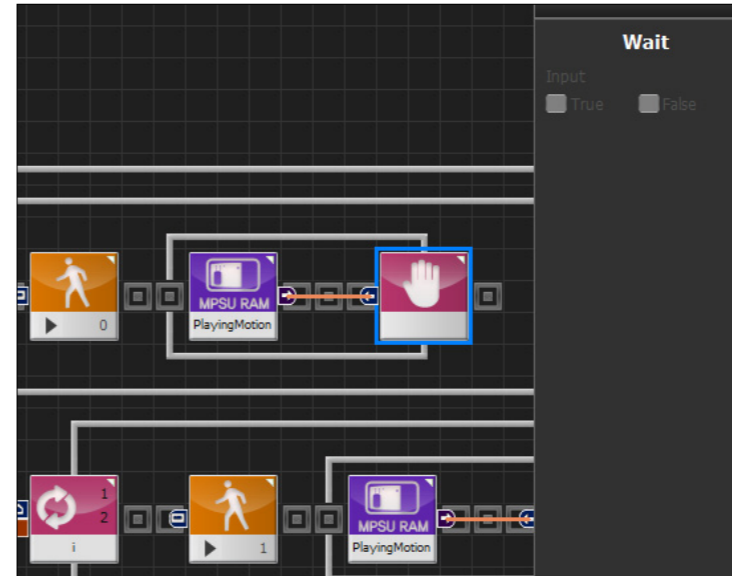 Wait
Input
True
False
MPSU RAM
0
PlayingMotion
1
2
i
1
MPSU RAM
PlayingMotion